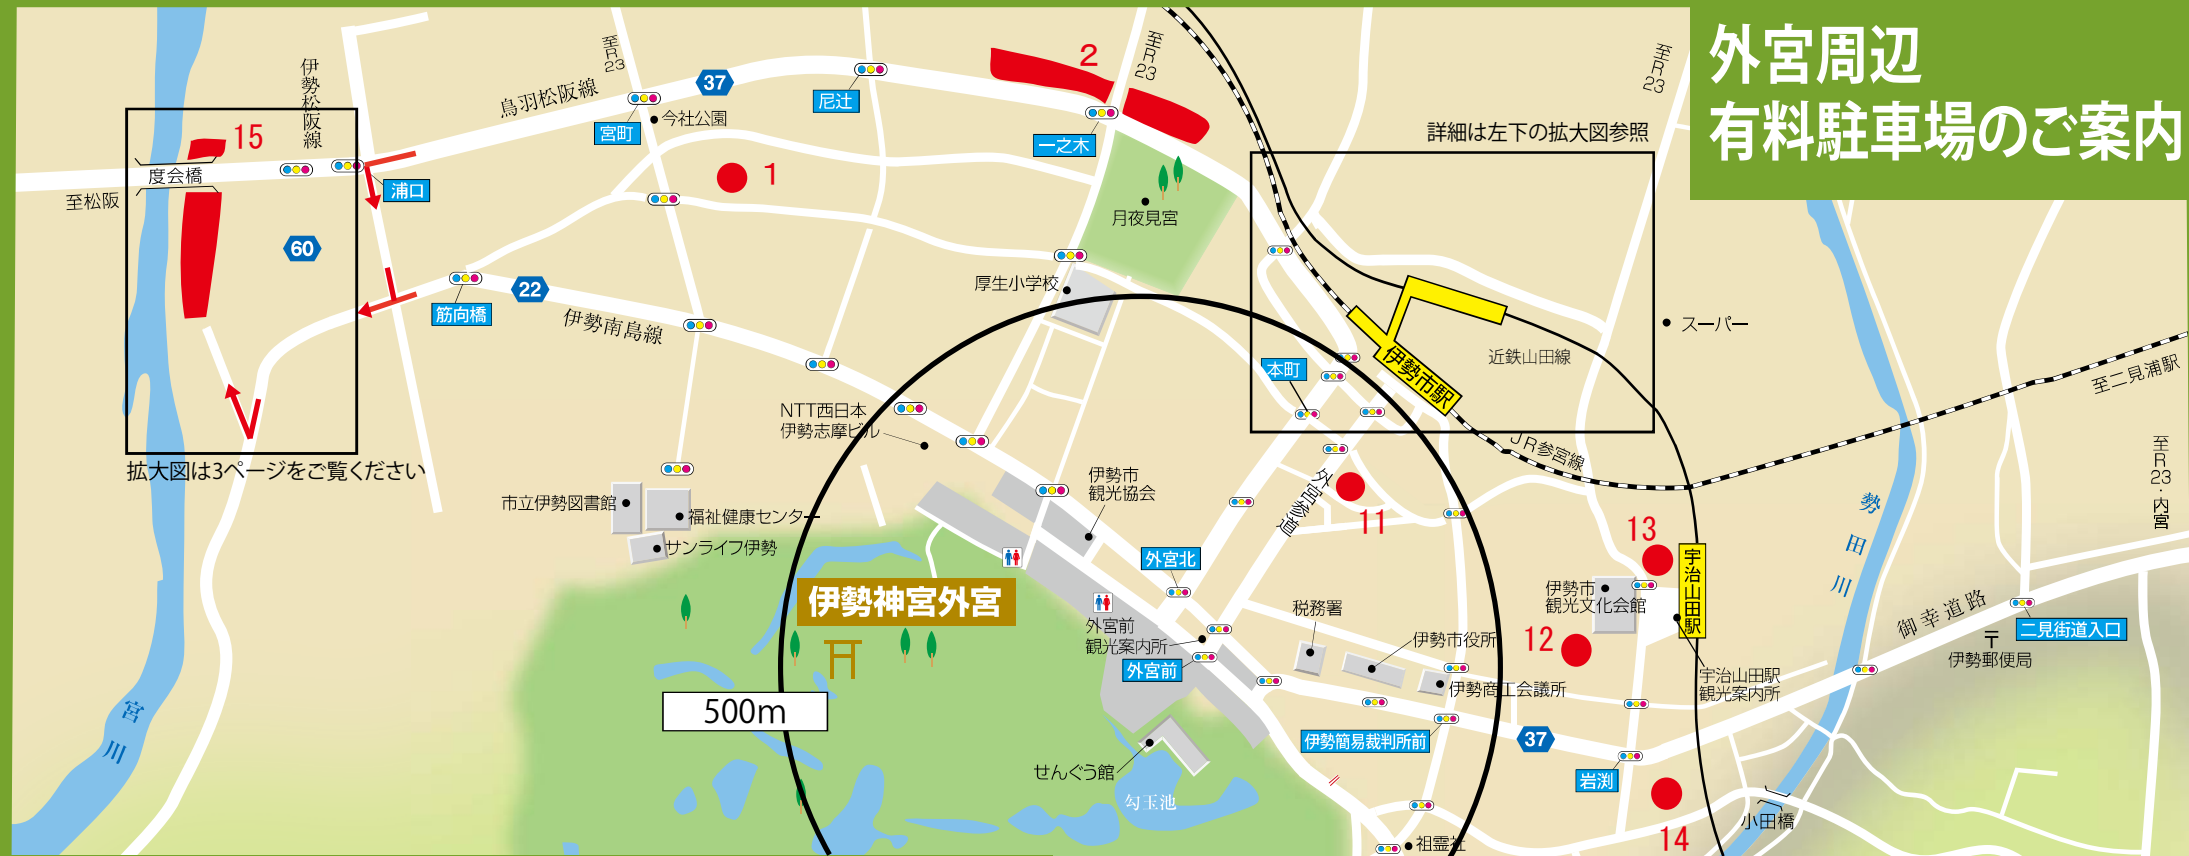 外宮周辺
有料駐車場のご案内
詳細は左下の拡大図参照
至R23
至R23
至R23
伊勢松阪線
鳥羽松阪線
37
尼辻
2
宮町
今社公園
一之木
15
度会橋
至松阪
浦口
1
月夜見宮
60
22
筋向橋
伊勢南島線
厚生小学校
スーパー
近鉄山田線
伊勢市駅
本町
至二見浦駅
JR参宮線
NTT西日本
伊勢志摩ビル
拡大図は3ページをご覧ください
市立伊勢図書館
福祉健康センター
サンライフ伊勢
伊勢市
観光協会
外宮参道
11
13
至R23・内宮
勢田川
外宮北
宇治山田駅
伊勢市
観光文化会館
伊勢神宮外宮
外宮前
観光案内所
外宮前
税務署
伊勢市役所
12
伊勢商工会議所
宇治山田駅
観光案内所
御幸道路
〒
伊勢郵便局
二見街道入口
500m
宮川
伊勢簡易裁判所前
37
岩渕
せんぐう館
勾玉池
14
小田橋
祖霊社